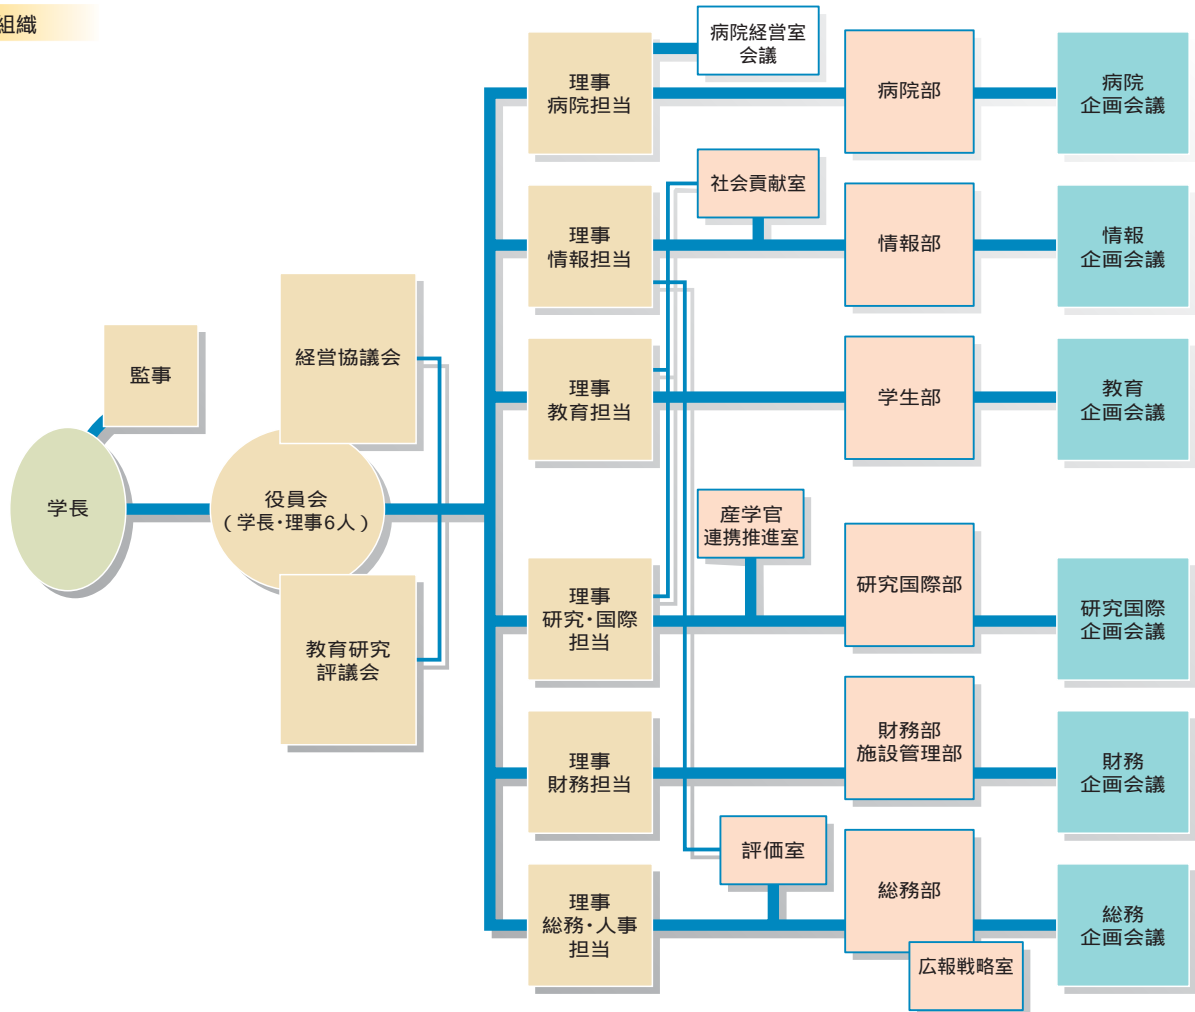 組織
学長
監事
役員会
(学長・理事6人)
経営協議会
教育研究
評議会
理事
病院担当
病院経営室
会議
病院部
病院
企画会議
理事
情報担当
社会貢献室
情報部
情報
企画会議
理事
教育担当
学生部
教育
企画会議
理事
研究・国際
担当
産学官
連携推進室
研究国際部
研究国際
企画会議
理事
財務担当
財務部
施設管理部
財務
企画会議
理事
総務・人事
担当
評価室
総務部
広報戦略室
総務
企画会議